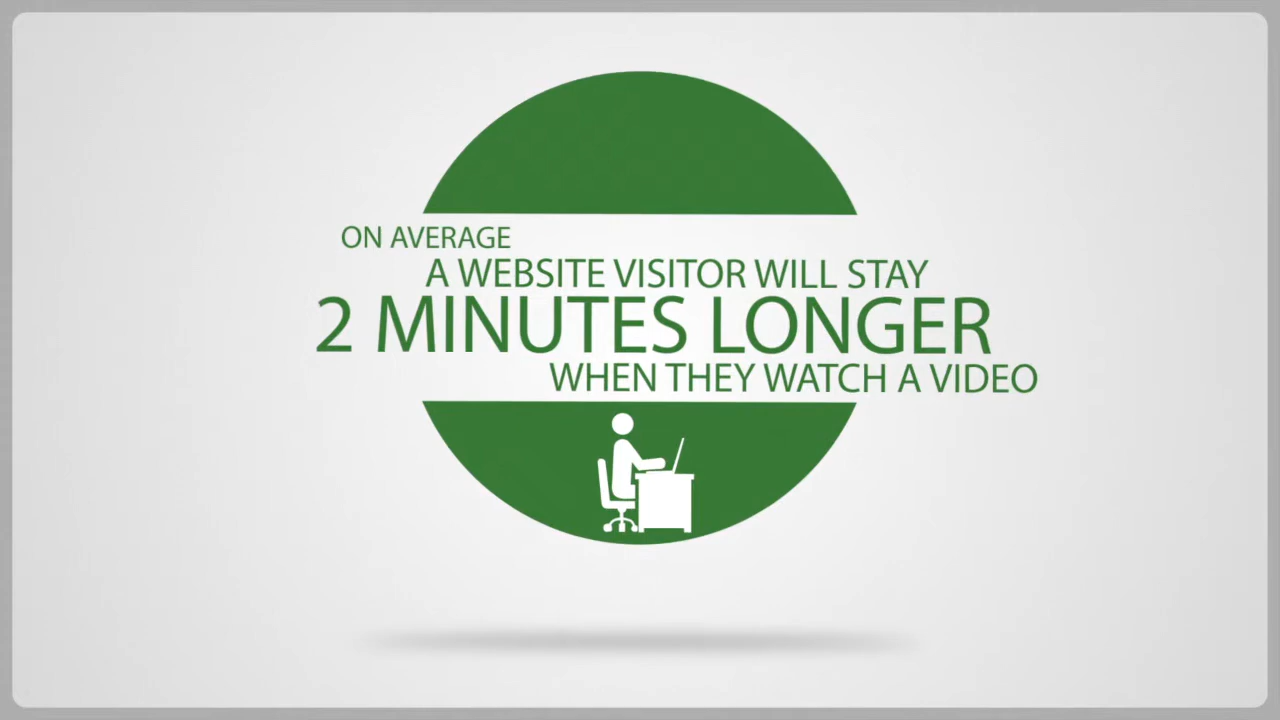 ON AVERAGE
A WEBSITE VISITOR WILL STAY
2 MINUTES LONGER
WHEN THEY WATCH A VIDEO